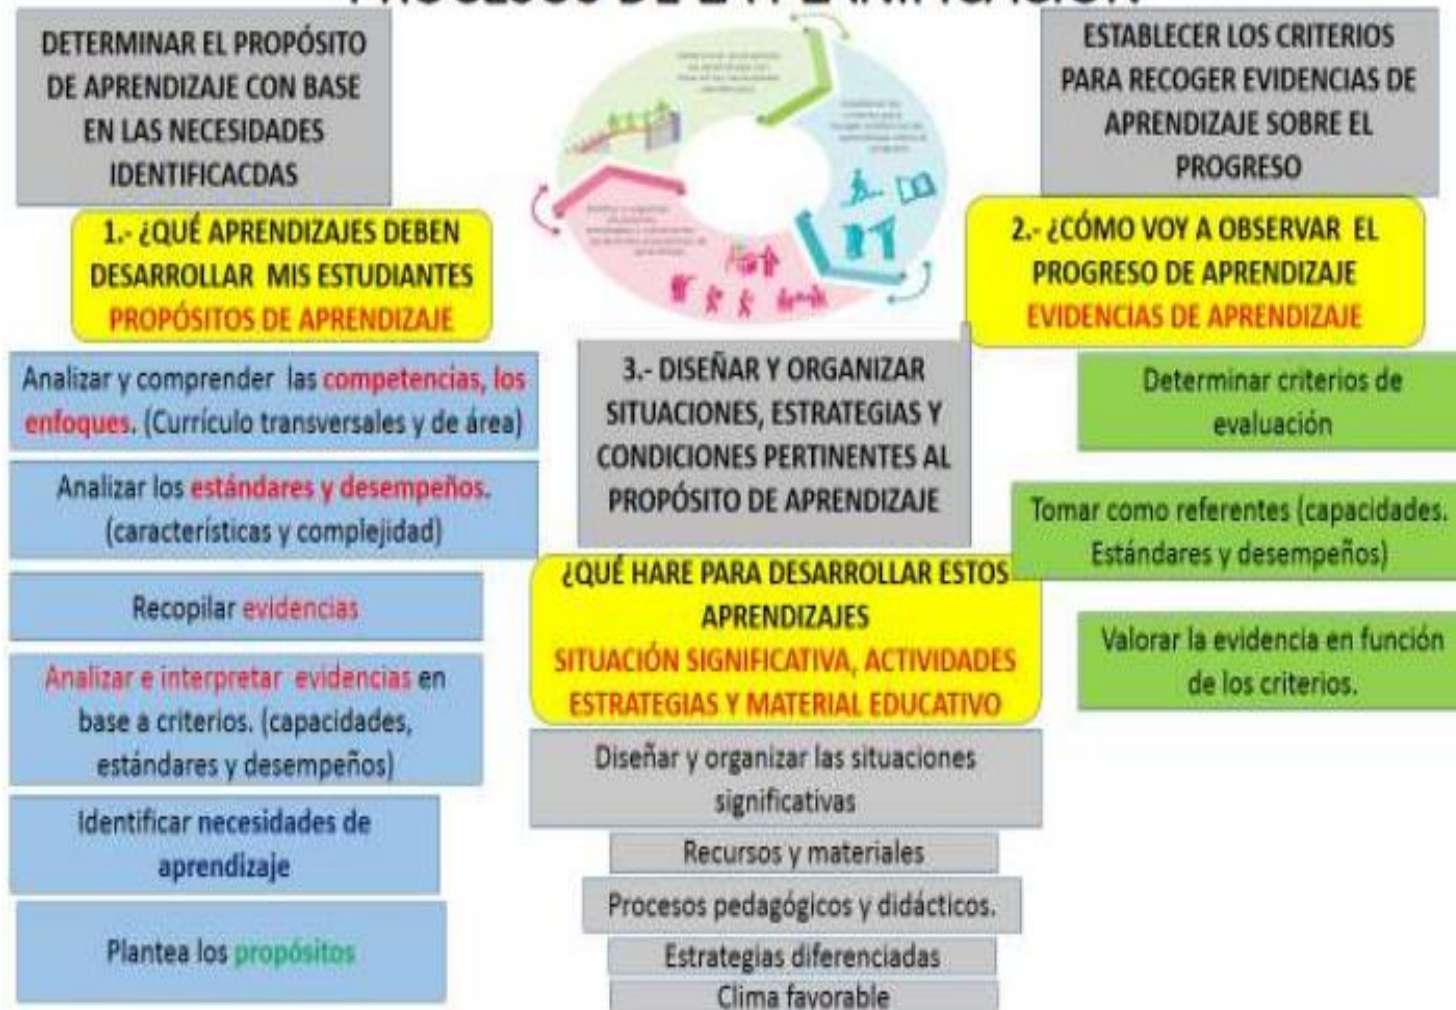 PROCESOS DE LA PLANIFICACIÓN
DETERMINAR EL PROPÓSITO
DE APRENDIZAJE CON BASE
EN LAS NECESIDADES
IDENTIFICACDAS
1.- ¿QUÉ APRENDIZAJES DEBEN
DESARROLLAR MIS ESTUDIANTES
PROPÓSITOS DE APRENDIZAJE
Analizar y comprender las competencias, los
enfoques. (Currículo transversales y de área)
Analizar los estándares y desempeños.
(características y complejidad)
Recopilar evidencias
Analizar e interpretar evidencias en
base a criterios. (capacidades,
estándares y desempeños)
Identificar necesidades de
aprendizaje
Plantea los propósitos
3.- DISEÑAR Y ORGANIZAR
SITUACIONES, ESTRATEGIAS Y
CONDICIONES PERTINENTES AL
PROPÓSITO DE APRENDIZAJE
¿QUÉ HARE PARA DESARROLLAR ESTOS
APRENDIZAJES
SITUACIÓN SIGNIFICATIVA, ACTIVIDADES
ESTRATEGIAS Y MATERIAL EDUCATIVO
Diseñar y organizar las situaciones
significativas
Recursos y materiales
Procesos pedagógicos y didácticos.
Estrategias diferenciadas
Clima favorable
ESTABLECER LOS CRITERIOS
PARA RECOGER EVIDENCIAS DE
APRENDIZAJE SOBRE EL
PROGRESO
2.- ¿CÓMO VOY A OBSERVAR EL
PROGRESO DE APRENDIZAJE
EVIDENCIAS DE APRENDIZAJE
Determinar criterios de
evaluación
Tomar como referentes (capacidades.
Estándares y desempeños)
Valorar la evidencia en función
de los criterios.